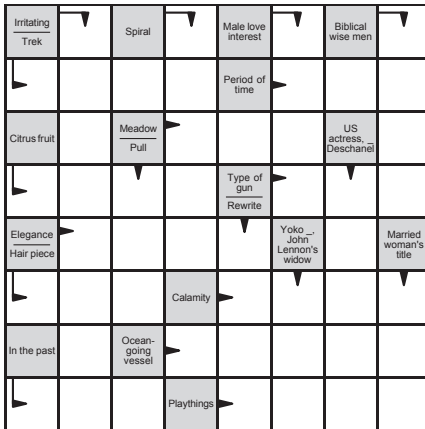 Irritating
Trek
Spiral
Male love
interest
Biblical
wise men
Period of
time
Citrus fruit
Meadow
Pull
US
actress, _
Deschanel
Type of
gun
Rewrite
Elegance
Hair piece
Yoko _,
John
Lennon's
widow
Married
woman's
title
Calamity
In the past
Ocean-
going
vessel
Playthings